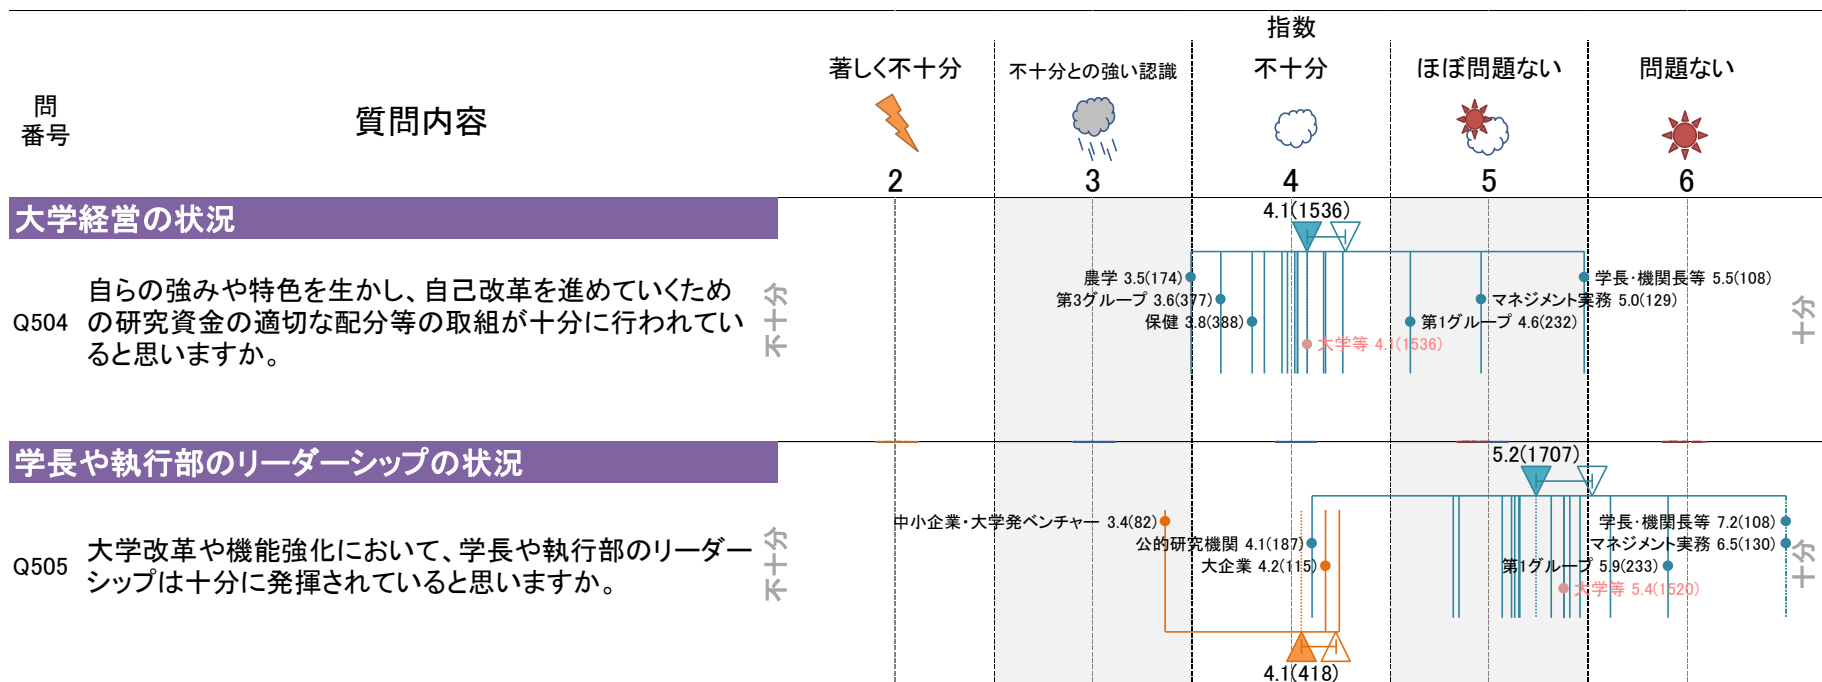 指数
著しく不十分
不十分との強い認識
不十分
ほぼ問題ない
問題ない
問
番号
質問内容
2
3
4
5
6
大学経営の状況
4.1(1536)
Q504
自らの強みや特色を生かし、自己改革を進めていくため
の研究資金の適切な配分等の取組が十分に行われてい
ると思いますか。
不十分
農学 3.5(174)
第3グループ 3.6(377)
保健 3.8(388)
大学等 4.1(1536)
学長・機関長等 5.5(108)
マネジメント実務 5.0(129)
第1グループ 4.6(232)
十分
学長や執行部のリーダーシップの状況
5.2(1707)
Q505
大学改革や機能強化において、学長や執行部のリーダー
シップは十分に発揮されていると思いますか。
不十分
中小企業・大学発ベンチャー 3.4(82)
公的研究機関 4.1(187)
大企業 4.2(115)
学長・機関長等 7.2(108)
マネジメント実務 6.5(130)
第1グループ 5.9(233)
大学等 5.4(1520)
十分
4.1(418)